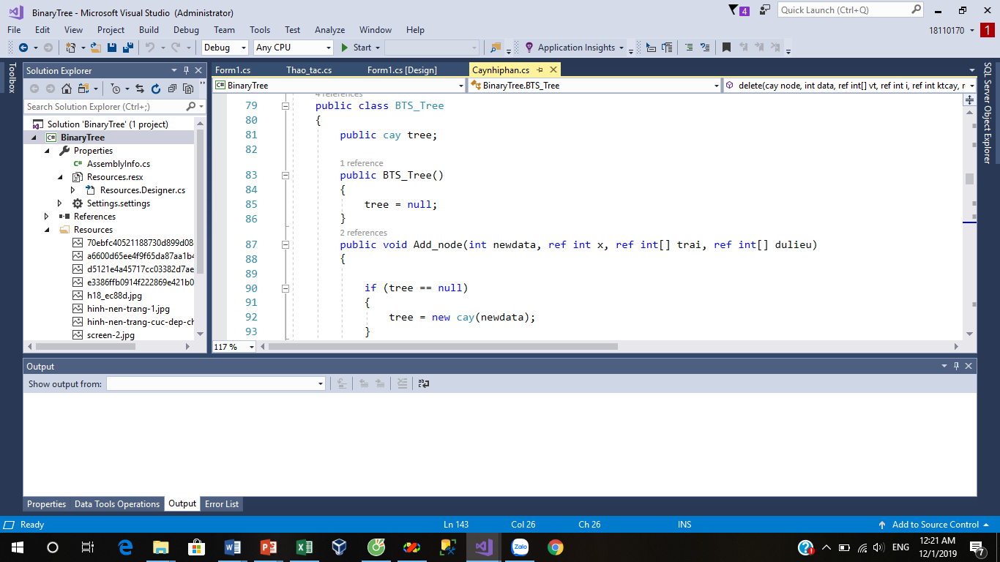 BinaryTree - Microsoft Visual Studio (Administrator)
4
Quick Launch (Ctrl+Q)
File Edit View Project Build Debug Team Tools Test Analyze Window Help
18110170
1
Debug Any CPU Start Application Insights
Toolbox
Solution Explorer
Search Solution Explorer (Ctrl+;)
Solution 'BinaryTree' (1 project)
C# BinaryTree
Properties
C# AssemblyInfo.cs
Resources.resx
Resources.Designer.cs
Settings.settings
References
Resources
70ebfc40521188730d899d08
a6600d65ee4f9f65da87aa1b4
d5121e4a45717cc03382d7ae
e3386ffb0914f222869e421b0
h18_ec88d.jpg
hinh-nen-trang-1.jpg
hinh-nen-trang-cuc-dep-ch
screen-2.jpg
Form1.cs Thao_tac.cs Form1.cs [Design] Caynhiphan.cs
C# BinaryTree BinaryTree.BTS_Tree delete(cay node, int data, ref int[] vt, ref int i, ref int ktcay, r
4 references
79 public class BTS_Tree
80 {
81 public cay tree;
82
1 reference
83 public BTS_Tree()
84 {
85 tree = null;
86 }
2 references
87 public void Add_node(int newdata, ref int x, ref int[] trai, ref int[] dulieu)
88 {
89
90 if (tree == null)
91 {
92 tree = new cay(newdata);
93 }
117 %
SQL Server Object Explorer
Output
Show output from:
Properties Data Tools Operations Output Error List
Ready Ln 143 Col 26 Ch 26 INS Add to Source Control
Zalo
ENG
12:21 AM
12/1/2019
7